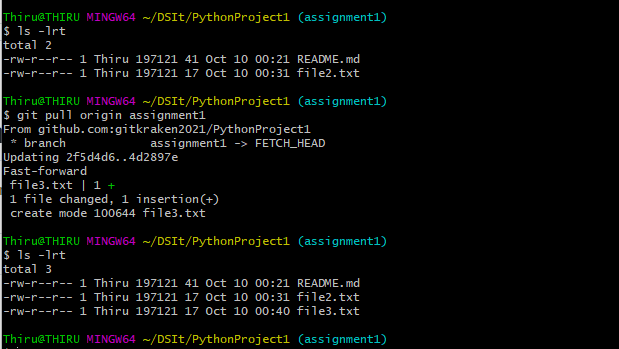 Thiru@THIRU MINGW64 ~/DSIt/PythonProject1 (assignment1)
$ ls -lrt
total 2
-rw-r--r-- 1 Thiru 197121 41 Oct 10 00:21 README.md
-rw-r--r-- 1 Thiru 197121 17 Oct 10 00:31 file2.txt
Thiru@THIRU MINGW64 ~/DSIt/PythonProject1 (assignment1)
$ git pull origin assignment1
From github.com:gitkraken2021/PythonProject1
 * branch            assignment1 -> FETCH_HEAD
Updating 2f5d4d6..4d2897e
Fast-forward
 file3.txt | 1 +
 1 file changed, 1 insertion(+)
 create mode 100644 file3.txt
Thiru@THIRU MINGW64 ~/DSIt/PythonProject1 (assignment1)
$ ls -lrt
total 3
-rw-r--r-- 1 Thiru 197121 41 Oct 10 00:21 README.md
-rw-r--r-- 1 Thiru 197121 17 Oct 10 00:31 file2.txt
-rw-r--r-- 1 Thiru 197121 17 Oct 10 00:40 file3.txt
Thiru@THIRU MINGW64 ~/DSIt/PythonProject1 (assignment1)